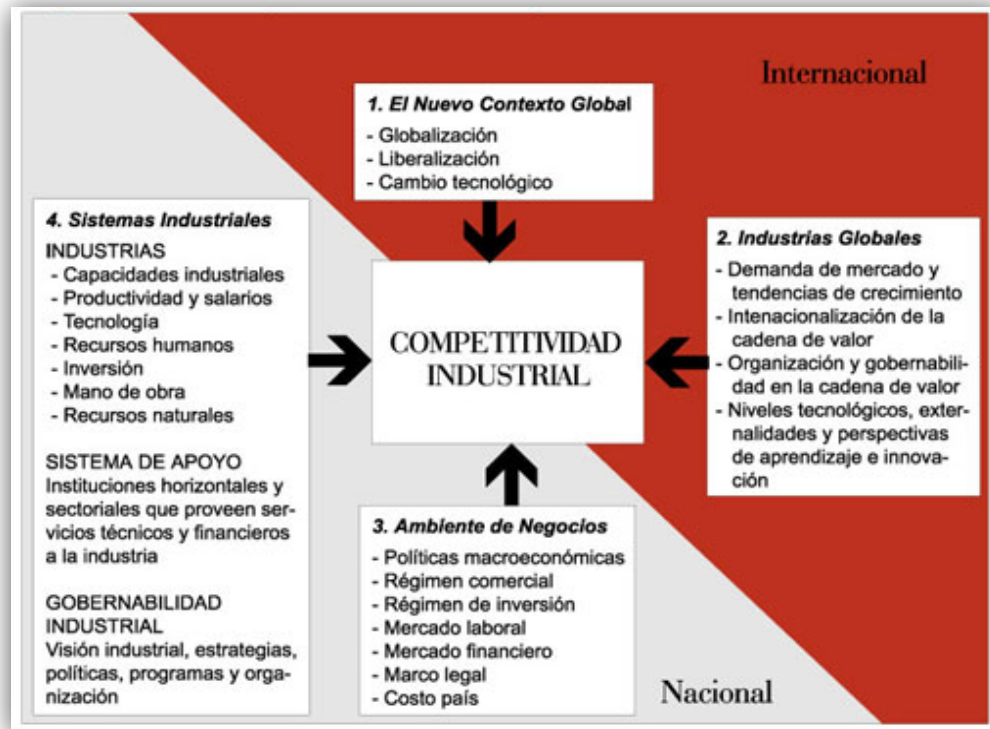 Internacional
1. El Nuevo Contexto Global
- Globalización
- Liberalización
- Cambio tecnológico
4. Sistemas Industriales
INDUSTRIAS
- Capacidades industriales
- Productividad y salarios
- Tecnología
- Recursos humanos
- Inversión
- Mano de obra
- Recursos naturales
SISTEMA DE APOYO
Instituciones horizontales y
sectoriales que proveen ser-
vicios técnicos y financieros
a la industria
GOBERNABILIDAD
INDUSTRIAL
Visión industrial, estrategias,
políticas, programas y orga-
nización
COMPETITIVIDAD
INDUSTRIAL
2. Industrias Globales
- Demanda de mercado y
tendencias de crecimiento
- Intenacionalización de la
cadena de valor
- Organización y gobernabili-
dad en la cadena de valor
- Niveles tecnológicos, exter-
nalidades y perspectivas
de aprendizaje e innova-
ción
3. Ambiente de Negocios
- Políticas macroeconómicas
- Régimen comercial
- Régimen de inversión
- Mercado laboral
- Mercado financiero
- Marco legal
- Costo país
Nacional